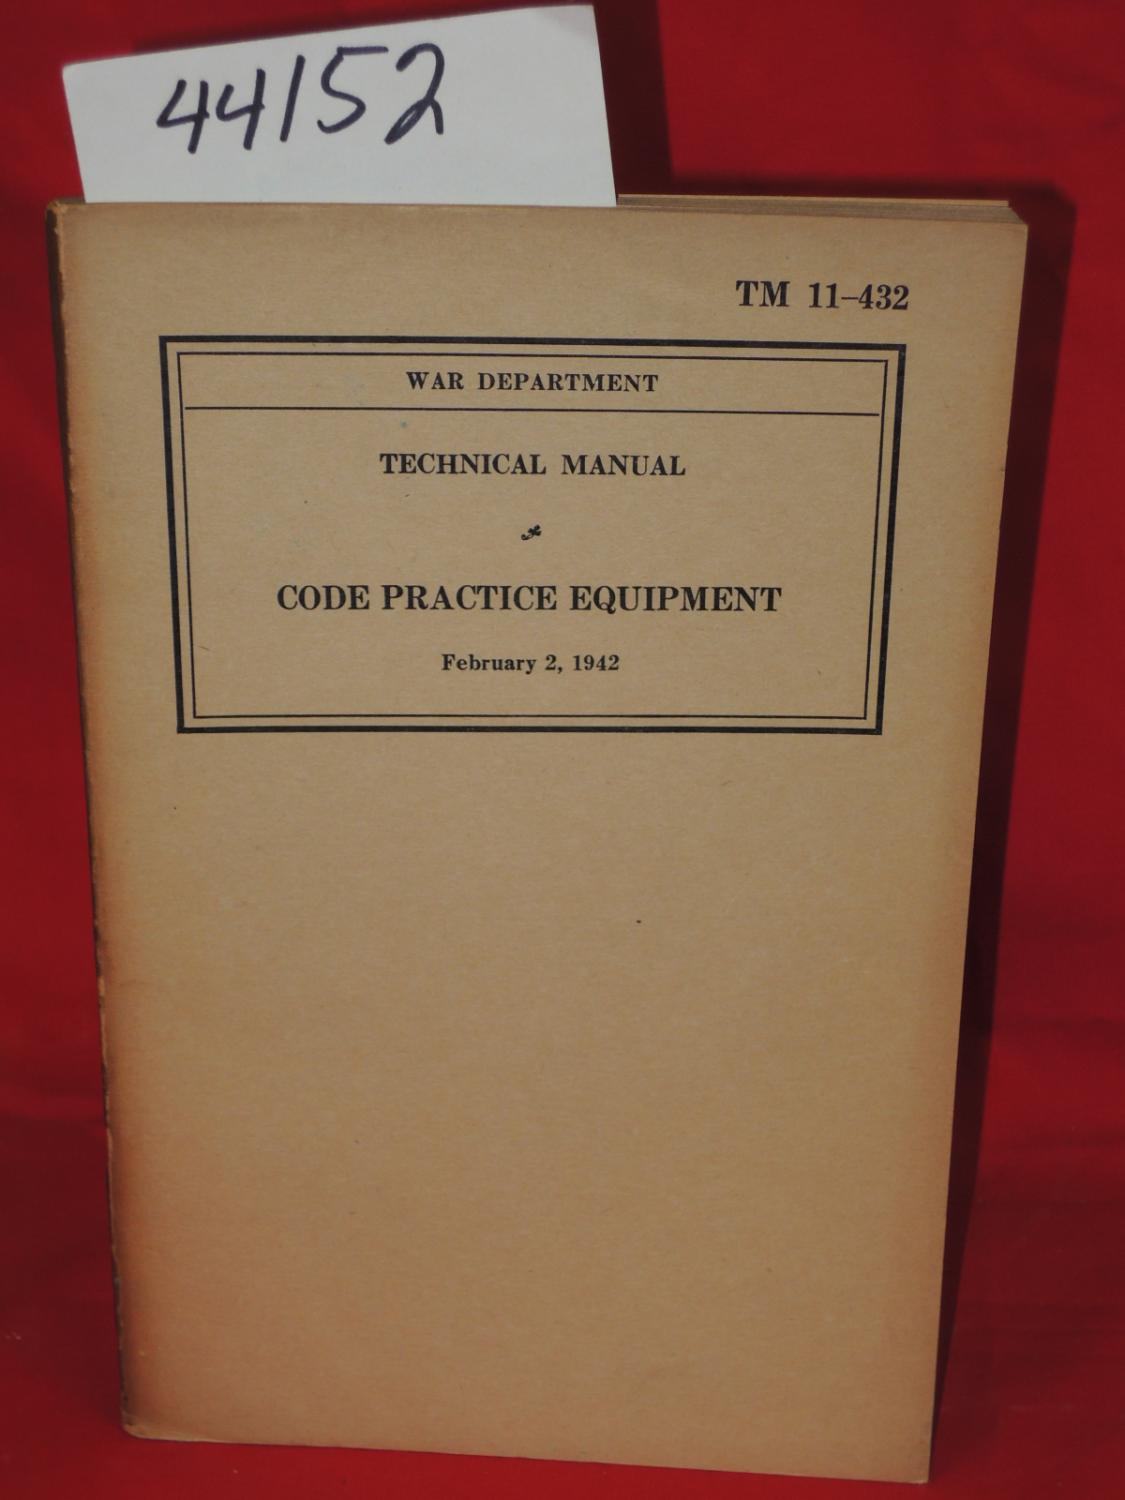 44152
TM 11–432
WAR DEPARTMENT
TECHNICAL MANUAL
CODE PRACTICE EQUIPMENT
February 2, 1942